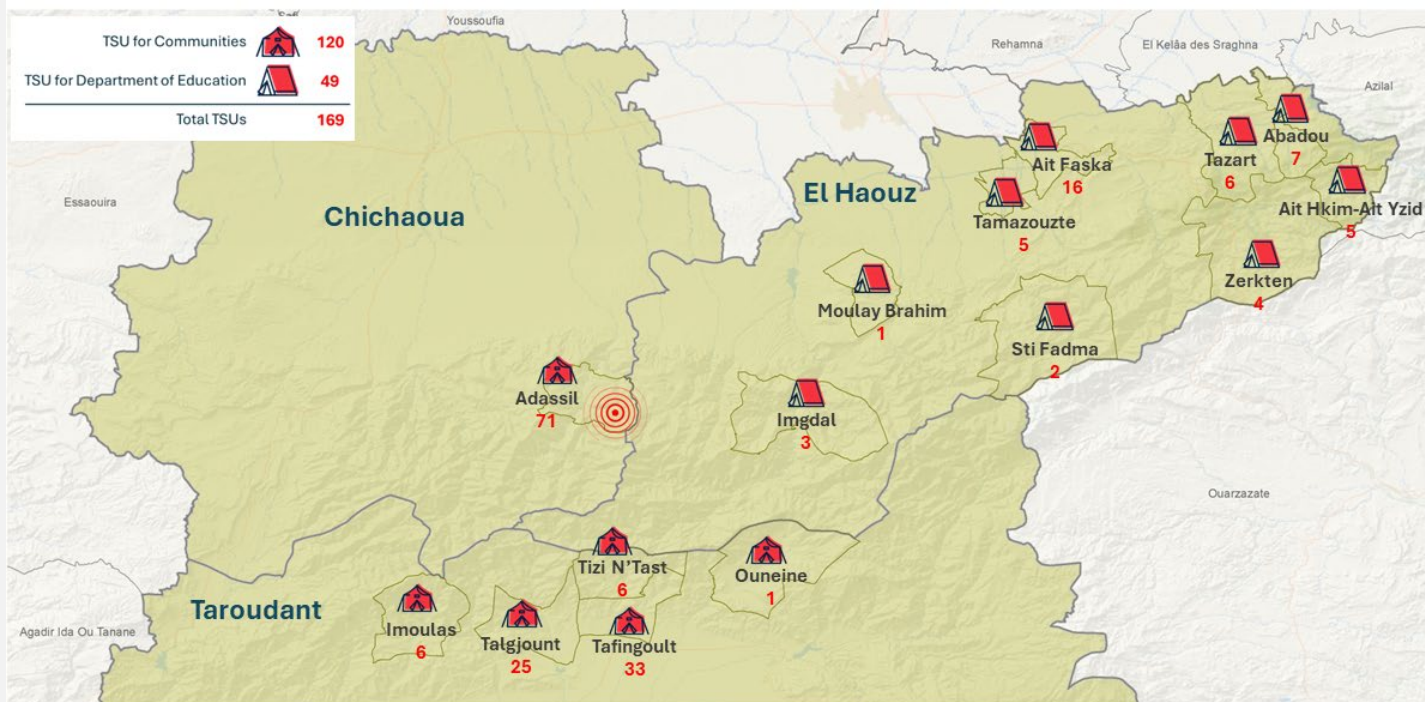 TSU for Communities 120
TSU for Department of Education 49
Total TSUs 169
Youssoufia
Rehamna
El Kelâa des Sraghna
Azilal
Essaouira
Chichaoua
El Haouz
Ait Faska
16
Tazart
6
Abadou
7
Tamazouzte
5
Ait Hkim-Ait Yzid
5
Zerkten
4
Moulay Brahim
1
Sti Fadma
2
Adassil
71
Imgdal
3
Ouarzazate
Tizi N'Tast
6
Ouneine
1
Taroudant
Agadir Ida Ou Tanane
Imoulas
6
Talgjount
25
Tafingoult
33